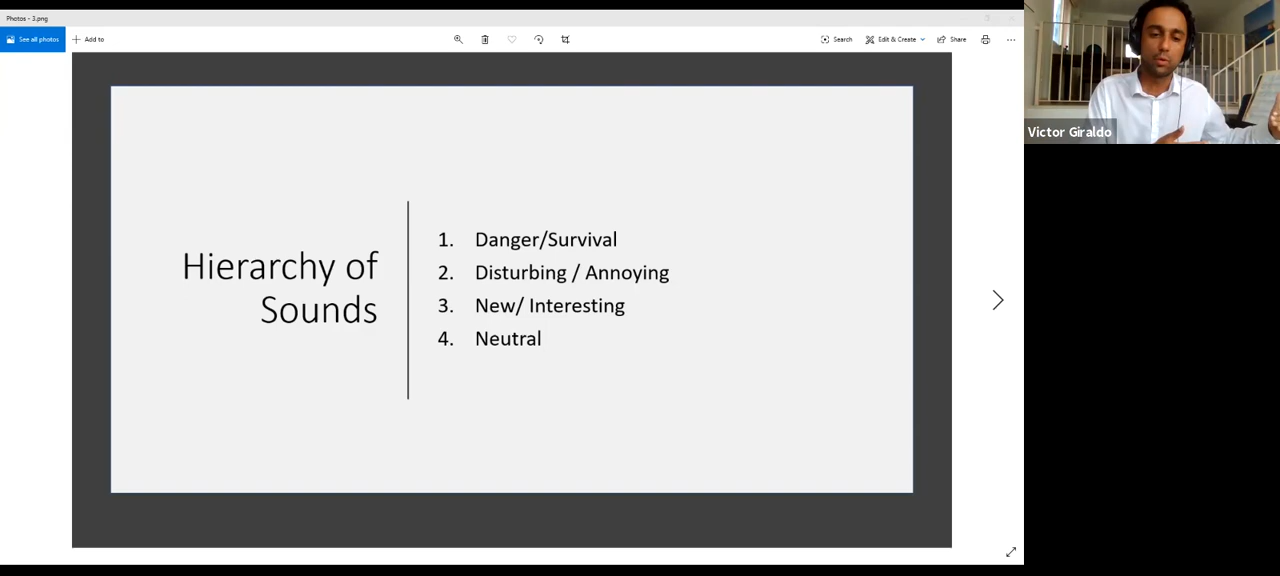 Photos - 3.png
See all photos
Add to
Search
Edit & Create
Share
Victor Giraldo
Hierarchy of
Sounds
1. Danger/Survival
2. Disturbing / Annoying
3. New/ Interesting
4. Neutral